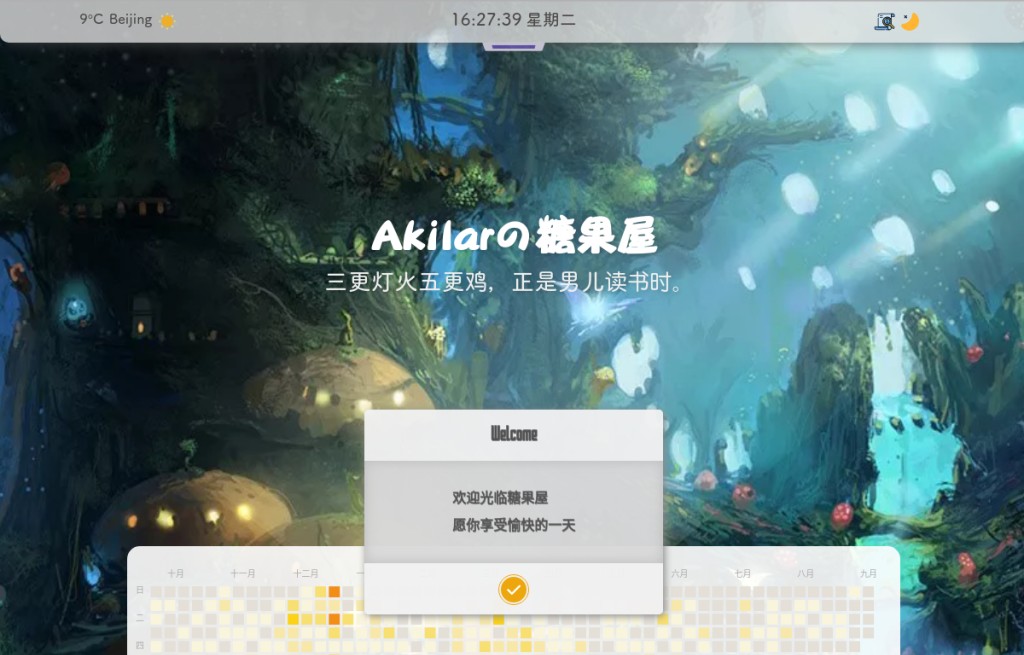 9°C Beijing
16:27:39 星期二
Akilarの糖果屋
三更灯火五更鸡，正是男儿读书时。
Welcome
欢迎光临糖果屋
愿你享受愉快的一天
十月 十一月 十二月 六月 七月 八月 九月
日
二
四